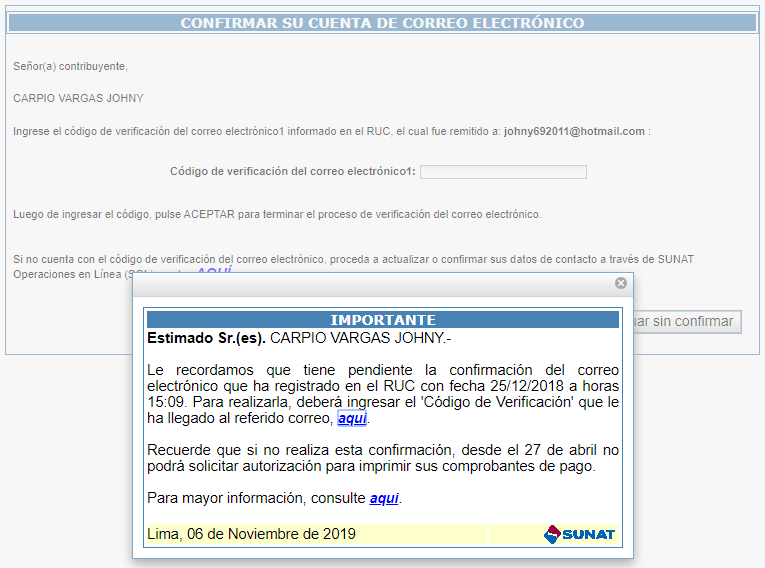 CONFIRMAR SU CUENTA DE CORREO ELECTRÓNICO
Señor(a) contribuyente,
CARPIO VARGAS JOHNY
Ingrese el código de verificación del correo electrónico1 informado en el RUC, el cual fue remitido a: johny692011@hotmail.com :
Código de verificación del correo electrónico1:
Luego de ingresar el código, pulse ACEPTAR para terminar el proceso de verificación del correo electrónico.
Si no cuenta con el código de verificación del correo electrónico, proceda a actualizar o confirmar sus datos de contacto a través de SUNAT
Operaciones en Línea AQUÍ
sin confirmar
IMPORTANTE
Estimado Sr.(es). CARPIO VARGAS JOHNY.-
Le recordamos que tiene pendiente la confirmación del correo
electrónico que ha registrado en el RUC con fecha 25/12/2018 a horas
15:09. Para realizarla, deberá ingresar el 'Código de Verificación' que le
ha llegado al referido correo, aqui.
Recuerde que si no realiza esta confirmación, desde el 27 de abril no
podrá solicitar autorización para imprimir sus comprobantes de pago.
Para mayor información, consulte aqui.
Lima, 06 de Noviembre de 2019
SUNAT